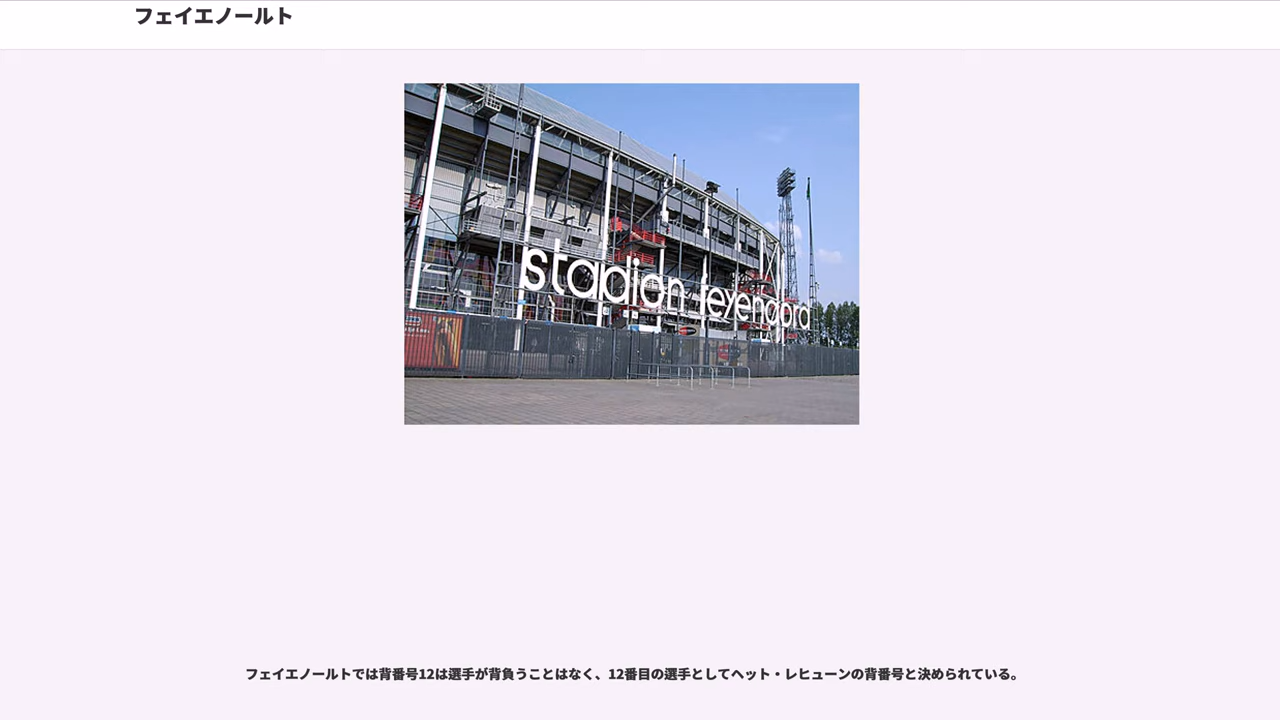 フェイエノールト
stadion feyenoord
フェイエノールトでは背番号12は選手が背負うことはなく、12番目の選手としてヘット・レヒューンの背番号と決められている。